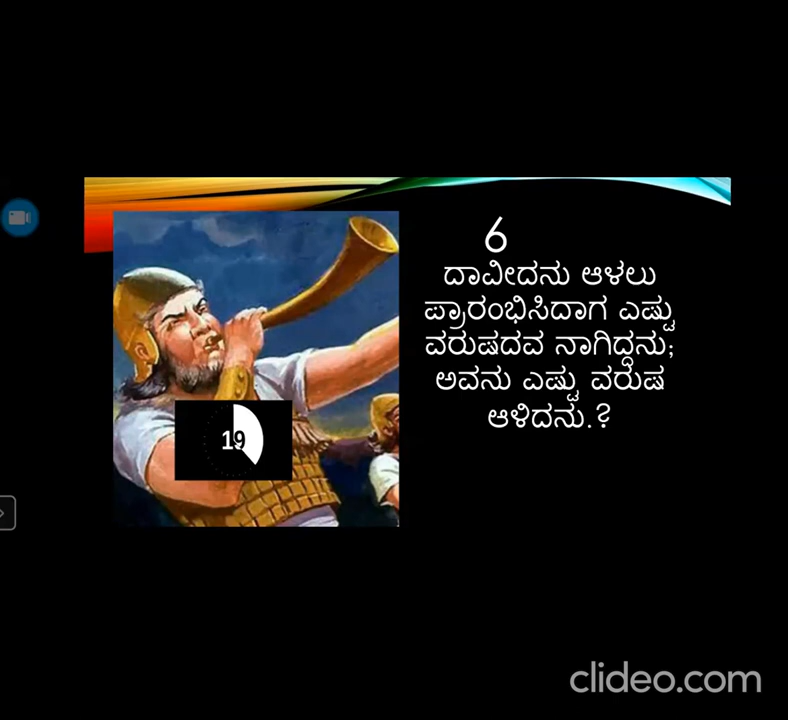 6
ದಾವೀದನು ಆಳಲು
ಪ್ರಾರಂಭಿಸಿದಾಗ ಎಷ್ಟು
ವರುಷದವ ನಾಗಿದ್ದನು;
ಅವನು ಎಷ್ಟು ವರುಷ
ಆಳಿದನು.?
19
clideo.com